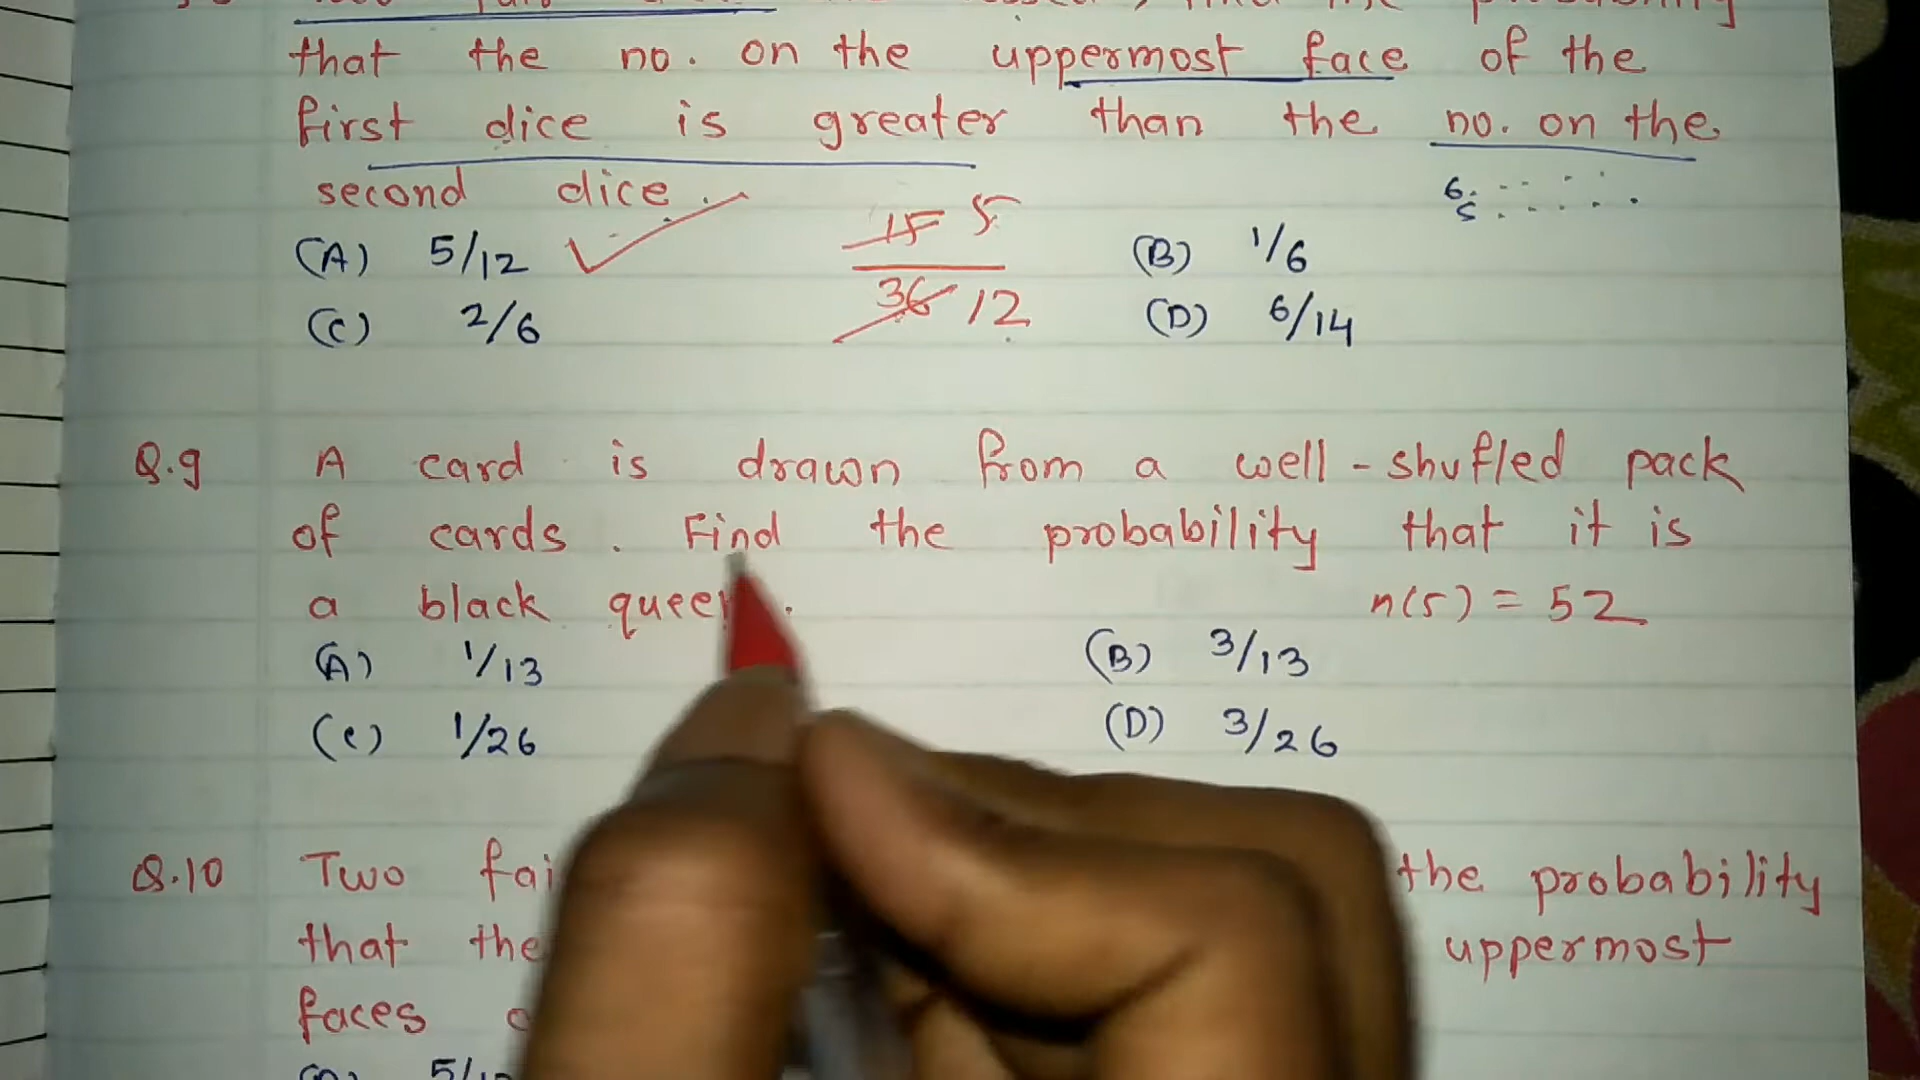 that the no. on the uppermost face of the
first dice is greater than the no. on the
second dice.
6
5
15 5
36 12
(A) 5/12 (B) 1/6
(C) 2/6 (D) 6/14
Q.9 A card is drawn from a well-shuffled pack
of cards. Find the probability that it is
a black queen.
n(S) = 52
(A) 1/13 (B) 3/13
(C) 1/26 (D) 3/26
Q.10 Two the probability
that the uppermost
faces